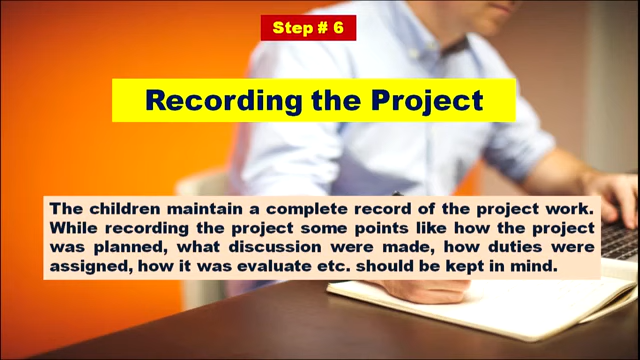 Step # 6
Recording the Project
The children maintain a complete record of the project work.
While recording the project some points like how the project
was planned, what discussion were made, how duties were
assigned, how it was evaluate etc. should be kept in mind.